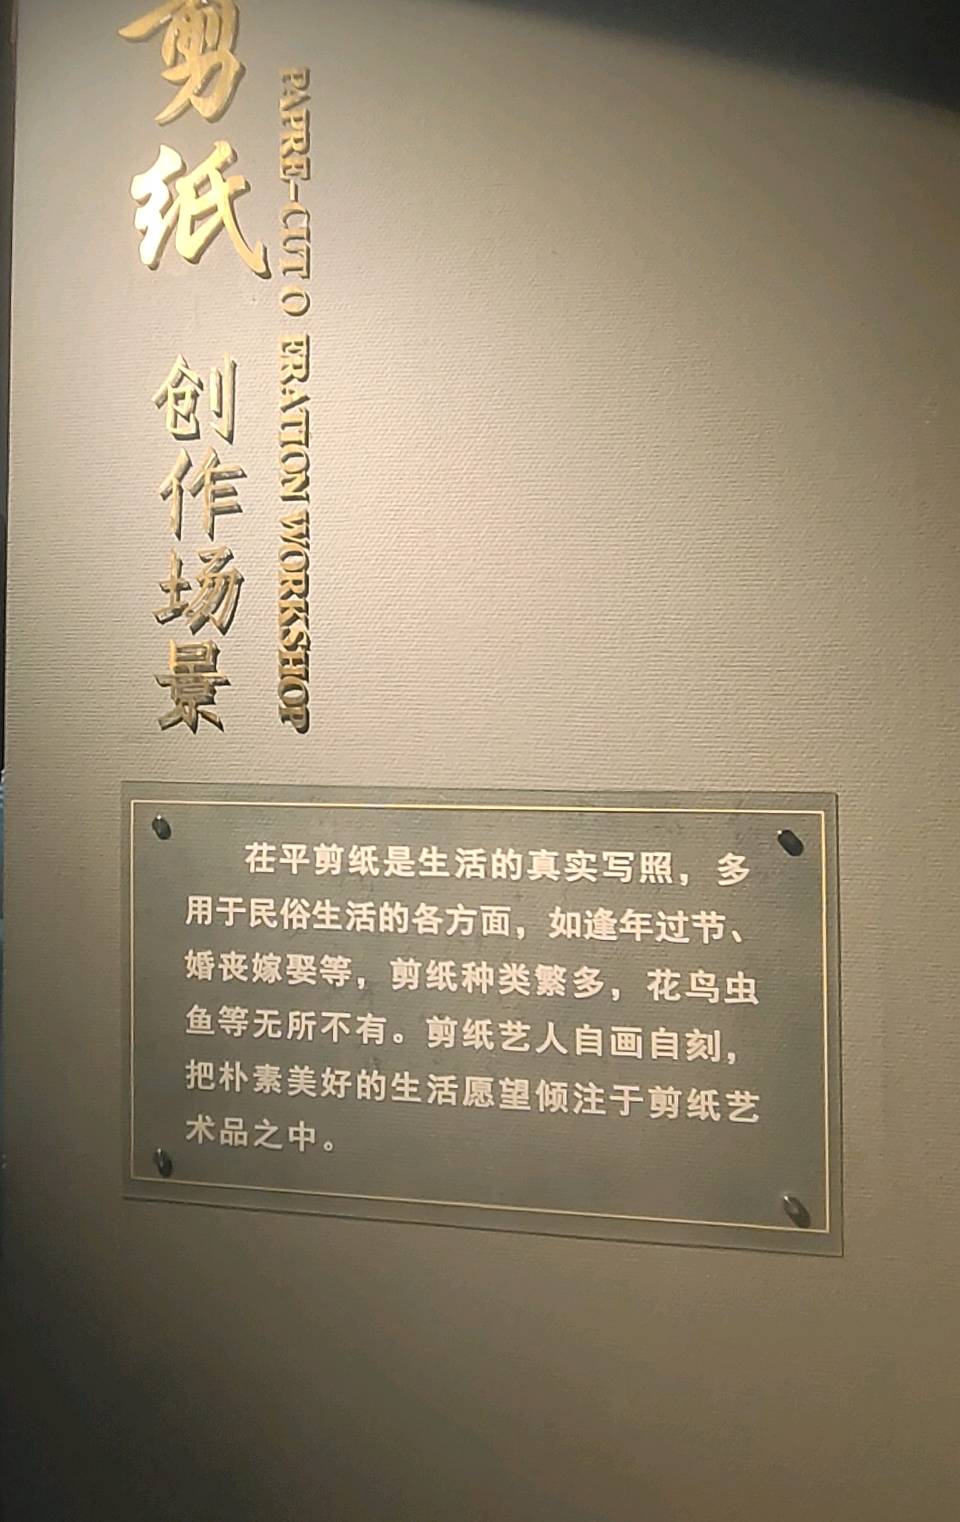 剪纸 创作场景
PAPRE-CUT O ERATION WORKSHOP
茌平剪纸是生活的真实写照，多
用于民俗生活的各方面，如逢年过节、
婚丧嫁娶等，剪纸种类繁多，花鸟虫
鱼等无所不有。剪纸艺人自画自刻，
把朴素美好的生活愿望倾注于剪纸艺
术品之中。